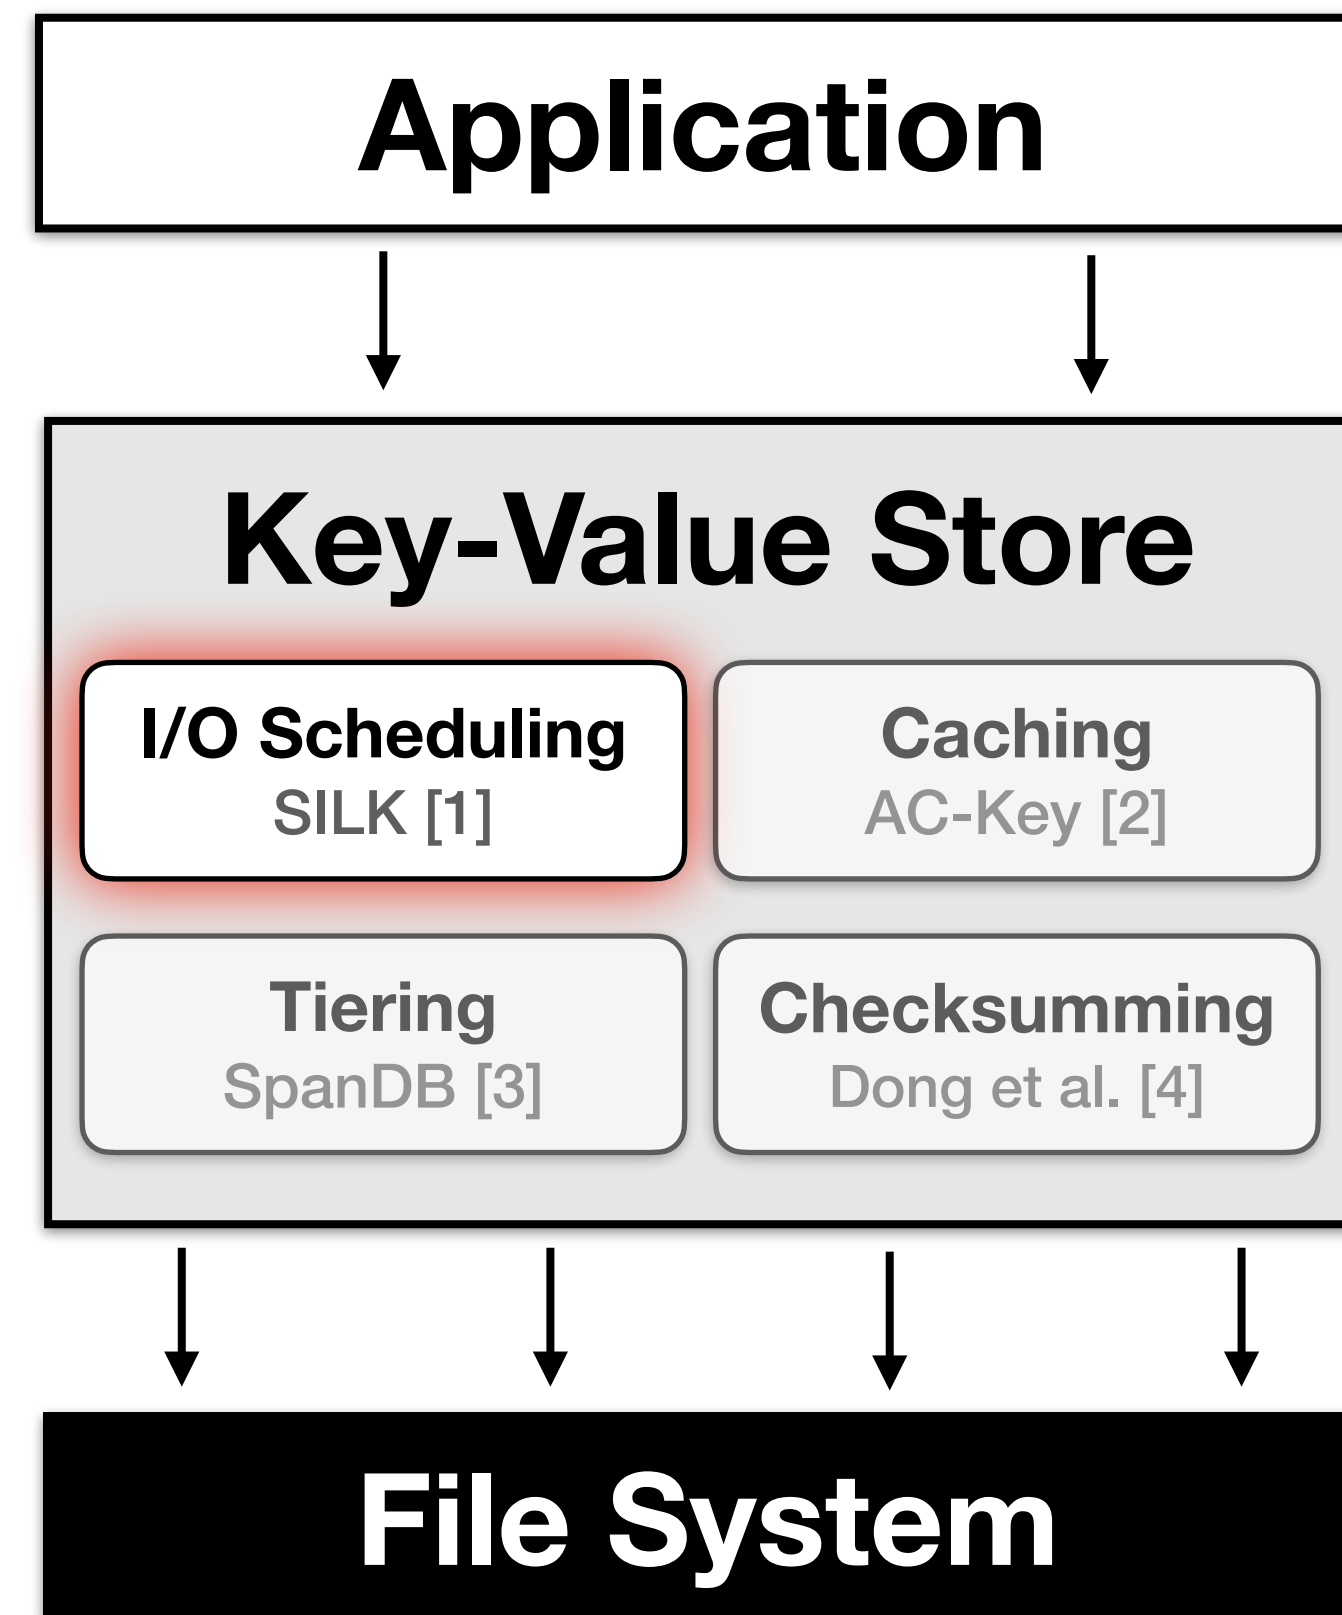 Application
Key-Value Store
I/O Scheduling
SILK [1]
Caching
AC-Key [2]
Tiering
SpanDB [3]
Checksumming
Dong et al. [4]
File System